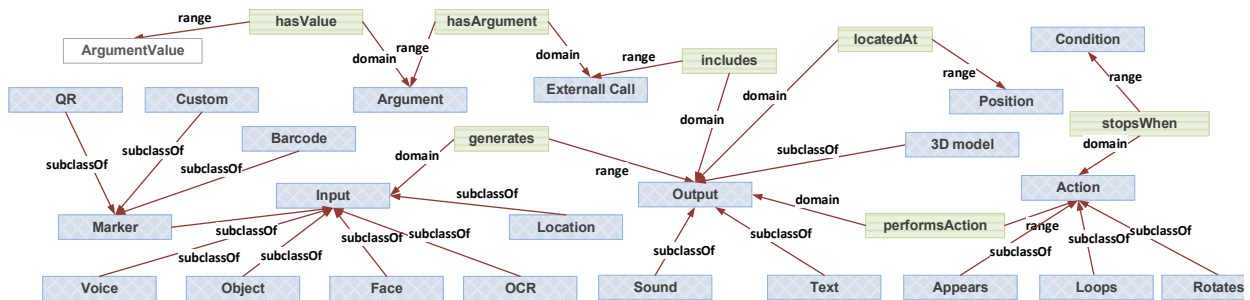 range
hasValue
hasArgument
locatedAt
Condition
ArgumentValue
domain
range
domain
range
includes
domain
range
range
QR
Custom
Argument
Externall Call
domain
Position
stopsWhen
Barcode
generates
domain
3D model
domain
subclassOf
subclassOf
subclassOf
domain
range
subclassOf
Input
subclassOf
Output
Action
Marker
subclassOf
Location
domain
performsAction
range
subclassOf
subclassOf
subclassOf
subclassOf
subclassOf
subclassOf
subclassOf
subclassOf
subclassOf
Voice
Object
Face
OCR
Sound
Text
Appears
Loops
Rotates